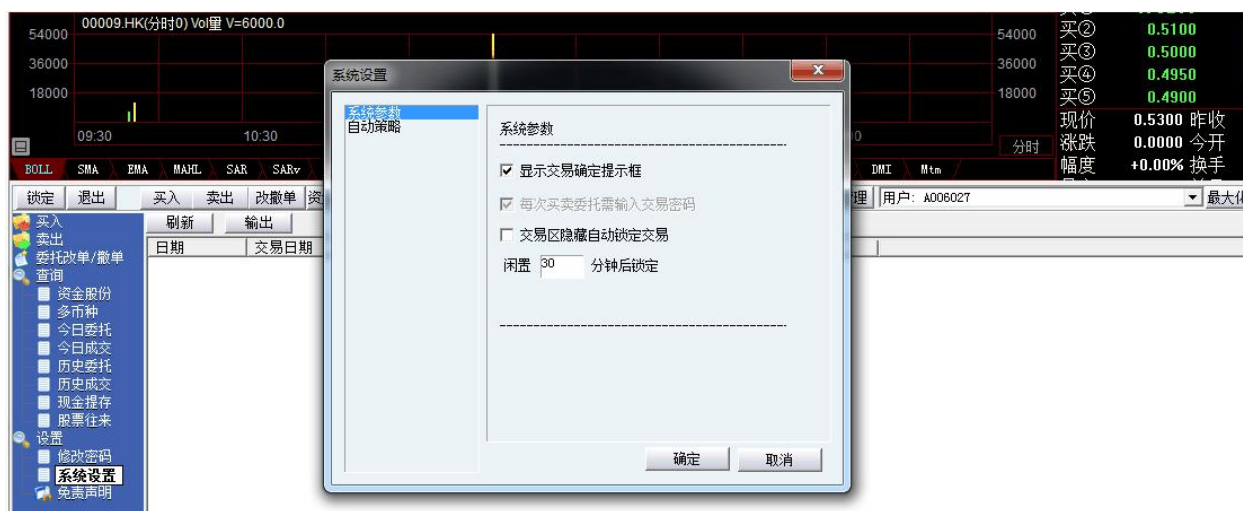 00009.HK(分时0) Vol量 V=6000.0
54000
36000
18000
09:30
10:30
54000
36000
18000
分时
买② 0.5100
买③ 0.5000
买④ 0.4950
买⑤ 0.4900
现价 0.5300 昨收
涨跌 0.0000 今开
幅度 +0.00% 换手
BOLL SMA EMA MAHL SAR SARv
DMI Mtm
锁定 退出 买入 卖出 改撤单 资
理 用户: A006027 最大化
买入
卖出
委托改单/撤单
查询
资金股份
多币种
今日委托
今日成交
历史委托
历史成交
现金提存
股票往来
设置
修改密码
系统设置
免责声明
刷新 输出
日期 交易日期
系统设置
系统参数
自动策略
系统参数
显示交易确定提示框
每次买卖委托需输入交易密码
交易区隐藏自动锁定交易
闲置 30 分钟后锁定
确定 取消